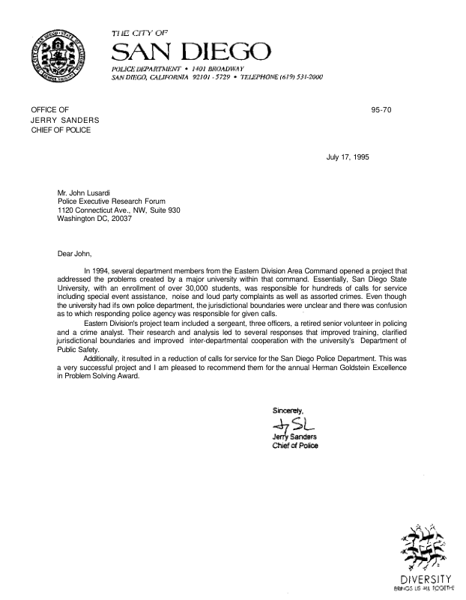 THE CITY OF
SAN DIEGO
POLICE DEPARTMENT • 1401 BROADWAY
SAN DIEGO, CALIFORNIA 92101-5729 • TELEPHONE (619) 531-2000
OFFICE OF
95-70
JERRY SANDERS
CHIEF OF POLICE
July 17, 1995
Mr. John Lusardi
Police Executive Research Forum
1120 Connecticut Ave., NW, Suite 930
Washington DC, 20037
Dear John,
In 1994, several department members from the Eastern Division Area Command opened a project that
addressed the problems created by a major university within that command. Essentially, San Diego State
University, with an enrollment of over 30,000 students, was responsible for hundreds of calls for service
including special event assistance, noise and loud party complaints as well as assorted crimes. Even though
the university had its own police department, the jurisdictional boundaries were unclear and there was confusion
as to which responding police agency was responsible for given calls.
Eastern Division's project team included a sergeant, three officers, a retired senior volunteer in policing
and a crime analyst. Their research and analysis led to several responses that improved training, clarified
jurisdictional boundaries and improved inter-departmental cooperation with the university's Department of
Public Safety.
Additionally, it resulted in a reduction of calls for service for the San Diego Police Department. This was
a very successful project and I am pleased to recommend them for the annual Herman Goldstein Excellence
in Problem Solving Award.
Sincerely,
Jerry Sanders
Chief of Police
DIVERSITY
BRINGS US ALL TOGETHER